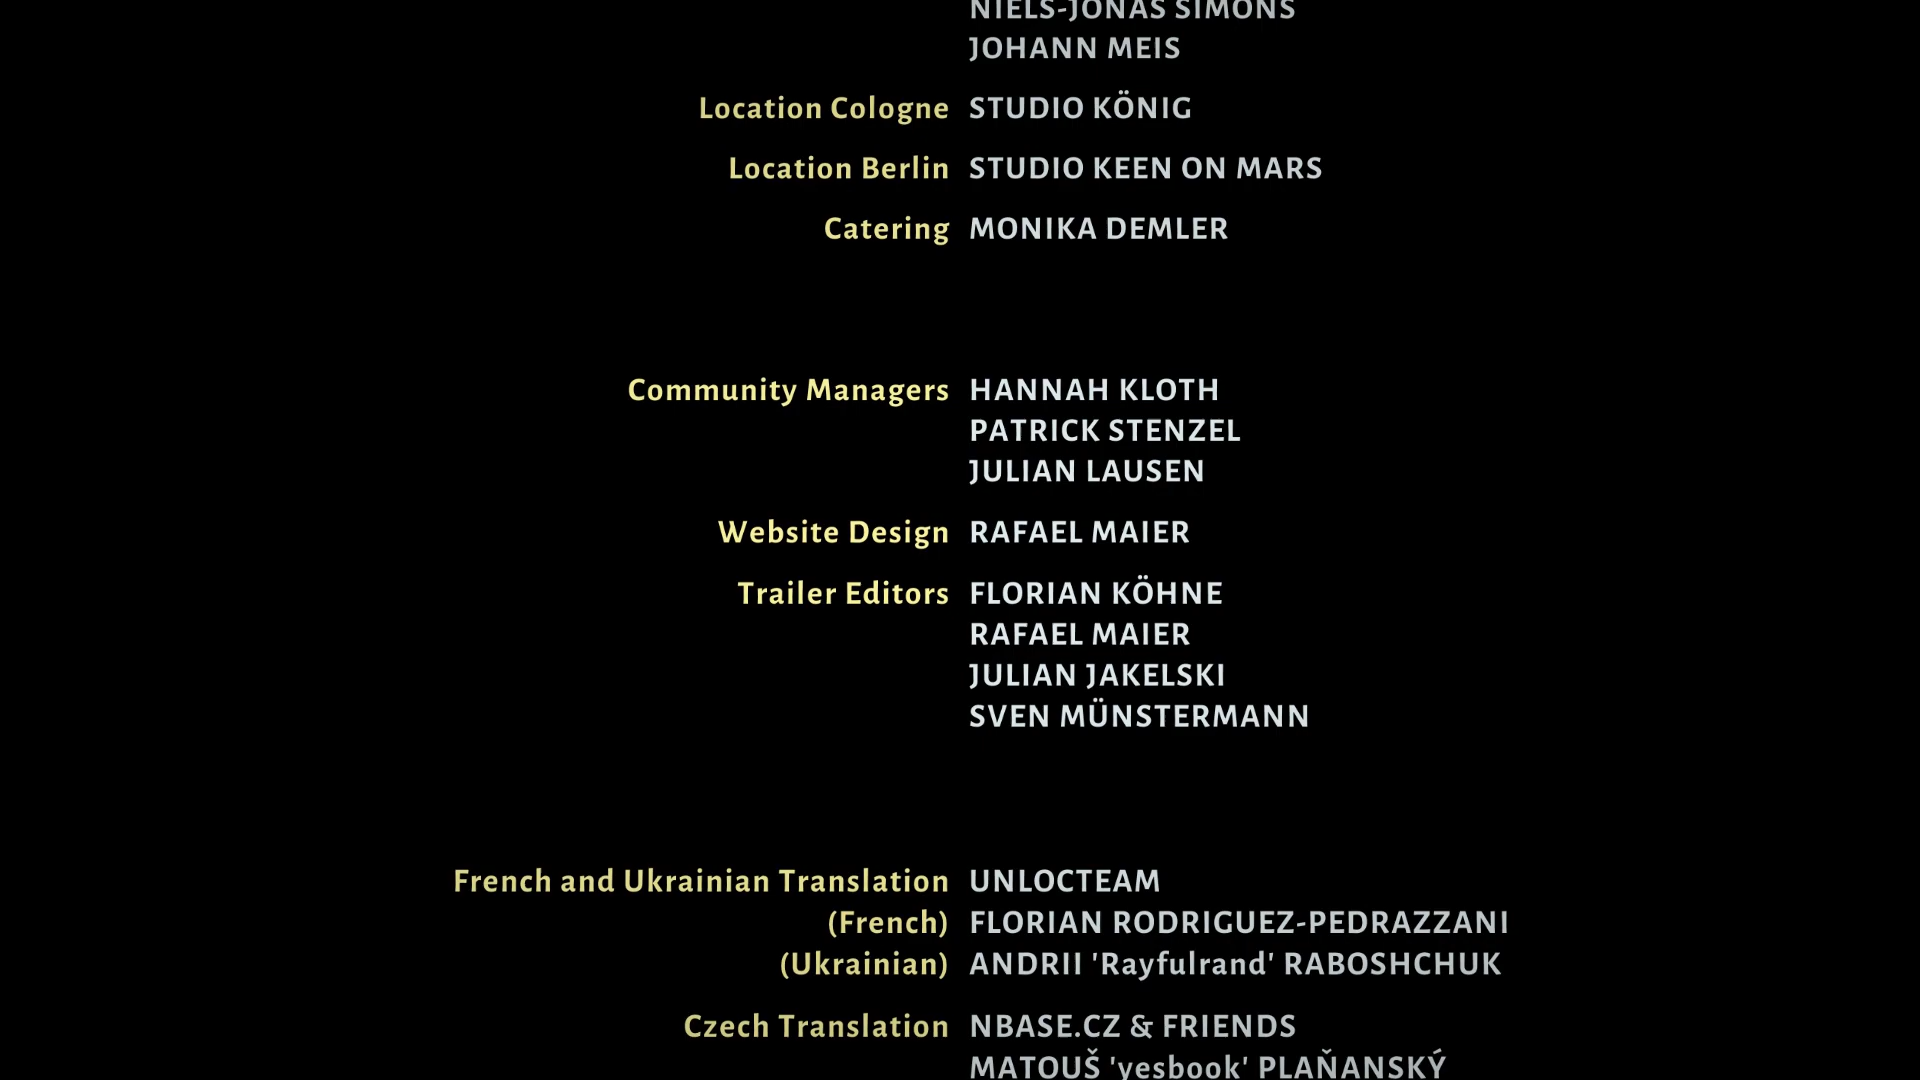 NIELS-JONAS SIMONS
JOHANN MEIS
Location Cologne STUDIO KÖNIG
Location Berlin STUDIO KEEN ON MARS
Catering MONIKA DEMLER
Community Managers HANNAH KLOTH
PATRICK STENZEL
JULIAN LAUSEN
Website Design RAFAEL MAIER
Trailer Editors FLORIAN KÖHNE
RAFAEL MAIER
JULIAN JAKELSKI
SVEN MÜNSTERMANN
French and Ukrainian Translation UNLOCTEAM
(French) FLORIAN RODRIGUEZ-PEDRAZZANI
(Ukrainian) ANDRII 'Rayfulrand' RABOSHCHUK
Czech Translation NBASE.CZ & FRIENDS
MATOUŠ 'yesbook' PLAŇANSKÝ